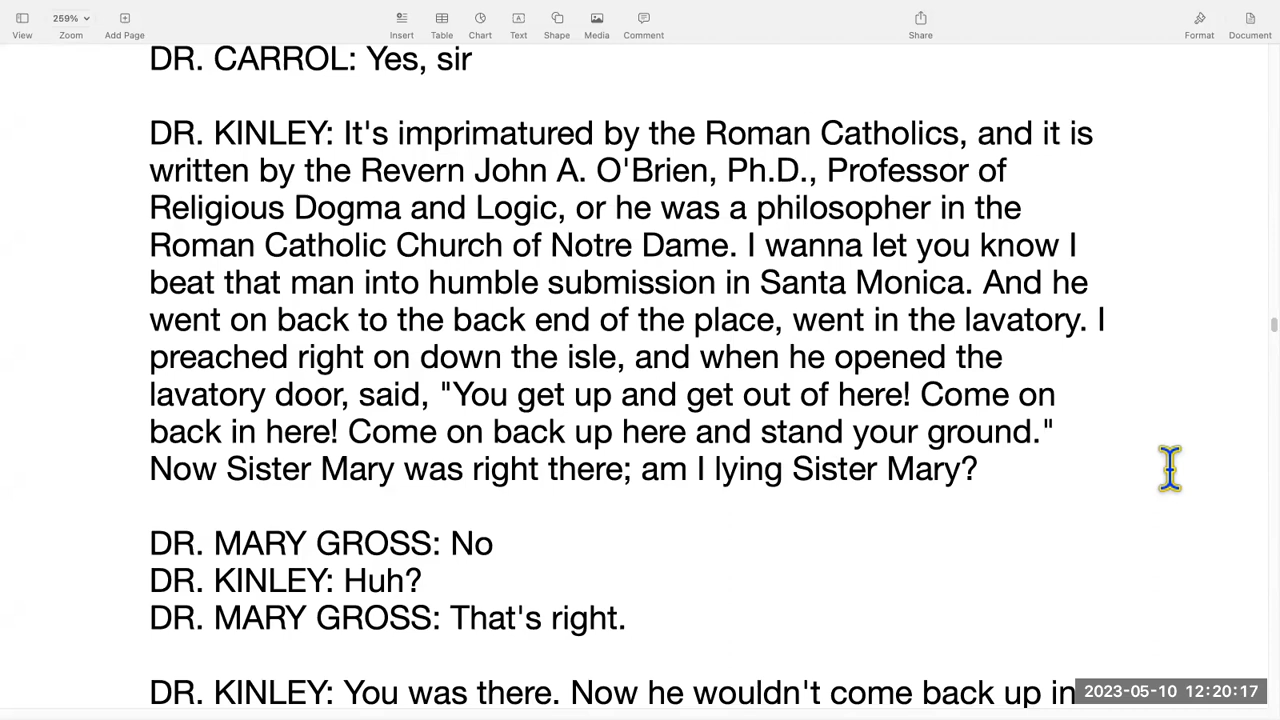 259%
View
Zoom
Add Page
Insert
Table
Chart
Text
Shape
Media
Comment
Share
Format
Document
DR. CARROL: Yes, sir
DR. KINLEY: It's imprimatured by the Roman Catholics, and it is
written by the Revern John A. O'Brien, Ph.D., Professor of
Religious Dogma and Logic, or he was a philosopher in the
Roman Catholic Church of Notre Dame. I wanna let you know I
beat that man into humble submission in Santa Monica. And he
went on back to the back end of the place, went in the lavatory. I
preached right on down the isle, and when he opened the
lavatory door, said, "You get up and get out of here! Come on
back in here! Come on back up here and stand your ground."
Now Sister Mary was right there; am I lying Sister Mary?
DR. MARY GROSS: No
DR. KINLEY: Huh?
DR. MARY GROSS: That's right.
DR. KINLEY: You was there. Now he wouldn't come back up in
2023-05-10 12:20:17